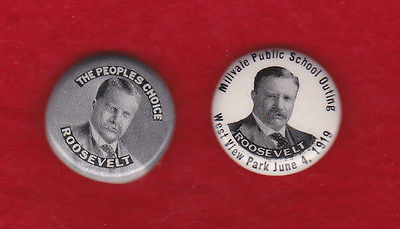 THE PEOPLES CHOICE
ROOSEVELT
Millvale Public School Outing
ROOSEVELT
West View Park June 4, 1919